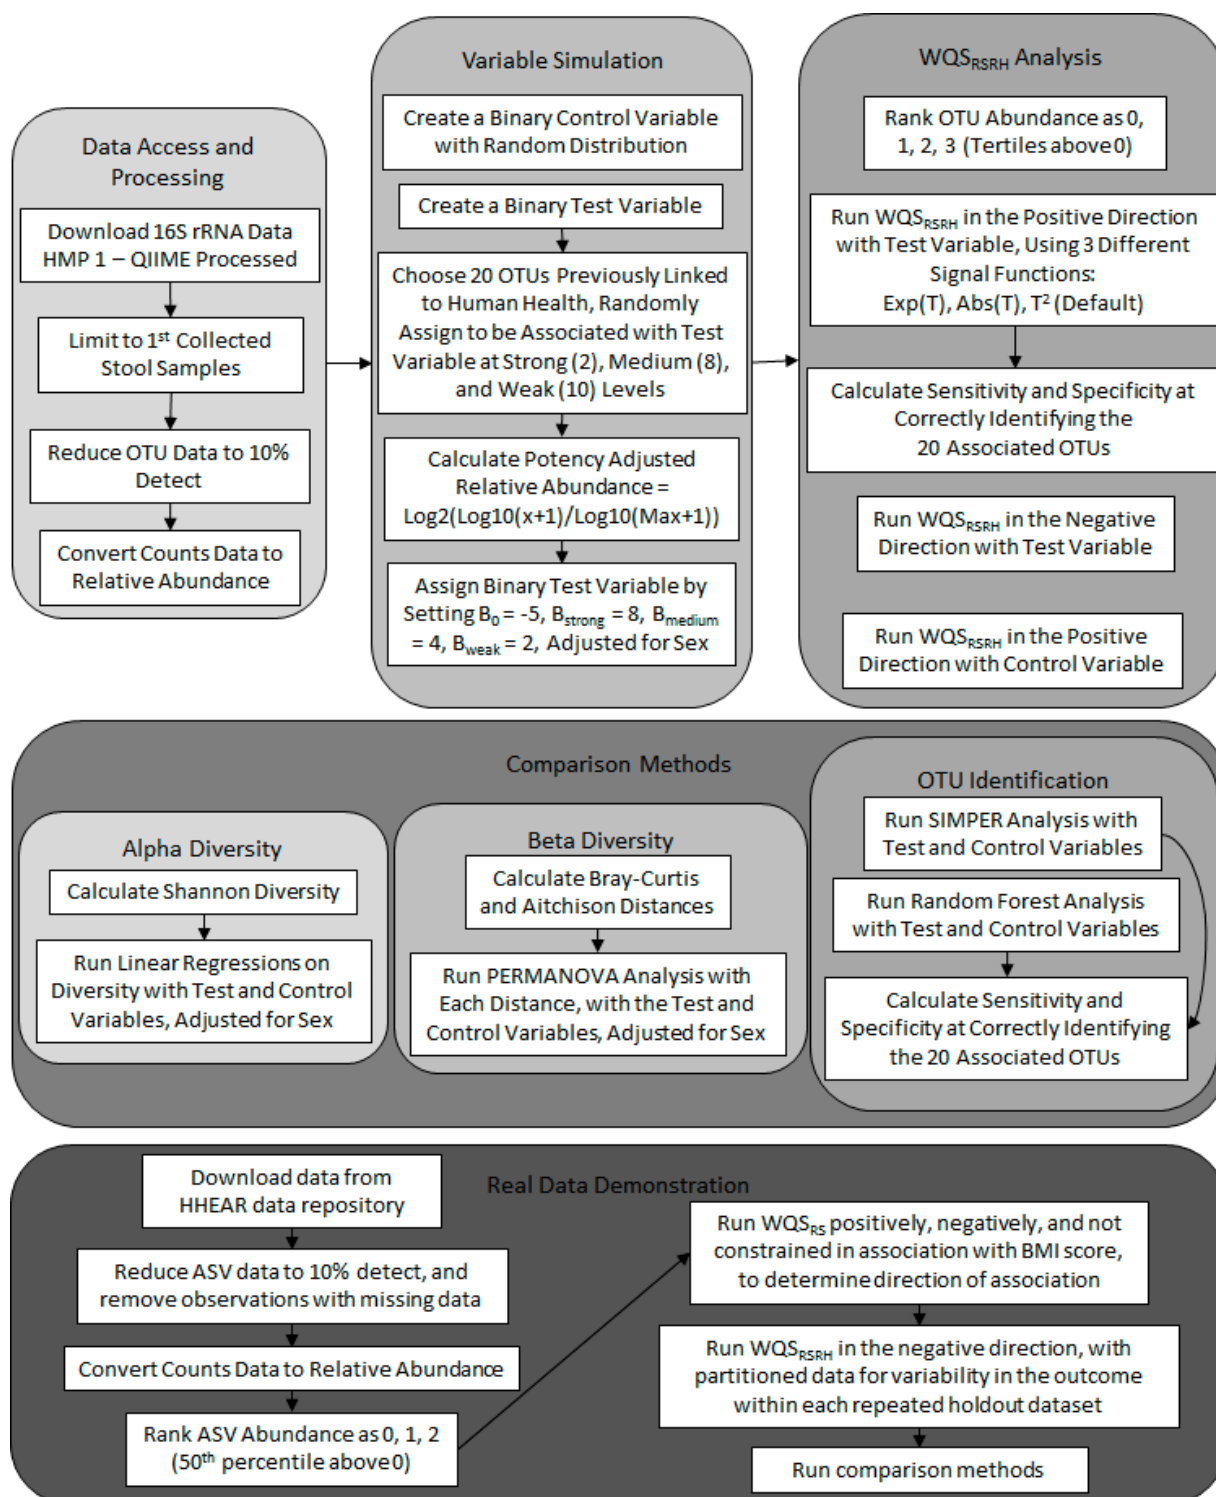 Data Access and
Processing
Download 16S rRNA Data
HMP 1 – QIIME Processed
Limit to 1st Collected
Stool Samples
Reduce OTU Data to 10%
Detect
Convert Counts Data to
Relative Abundance
Variable Simulation
Create a Binary Control Variable
with Random Distribution
Create a Binary Test Variable
Choose 20 OTUs Previously Linked
to Human Health, Randomly
Assign to be Associated with Test
Variable at Strong (2), Medium (8),
and Weak (10) Levels
Calculate Potency Adjusted
Relative Abundance =
Log2(Log10(x+1)/Log10(Max+1))
Assign Binary Test Variable by
Setting B0 = -5, Bstrong = 8, Bmedium
= 4, Bweak = 2, Adjusted for Sex
WQSRSRH Analysis
Rank OTU Abundance as 0,
1, 2, 3 (Tertiles above 0)
Run WQSRSRH in the Positive Direction
with Test Variable, Using 3 Different
Signal Functions:
Exp(T), Abs(T), T2 (Default)
Calculate Sensitivity and Specificity at
Correctly Identifying the
20 Associated OTUs
Run WQSRSRH in the Negative
Direction with Test Variable
Run WQSRSRH in the Positive
Direction with Control Variable
Comparison Methods
Alpha Diversity
Calculate Shannon Diversity
Run Linear Regressions on
Diversity with Test and Control
Variables, Adjusted for Sex
Beta Diversity
Calculate Bray-Curtis
and Aitchison Distances
Run PERMANOVA Analysis with
Each Distance, with the Test and
Control Variables, Adjusted for Sex
OTU Identification
Run SIMPER Analysis with
Test and Control Variables
Run Random Forest Analysis
with Test and Control Variables
Calculate Sensitivity and
Specificity at Correctly Identifying
the 20 Associated OTUs
Real Data Demonstration
Download data from
HHEAR data repository
Reduce ASV data to 10% detect, and
remove observations with missing data
Convert Counts Data to Relative Abundance
Rank ASV Abundance as 0, 1, 2
(50th percentile above 0)
Run WQSRS positively, negatively, and not
constrained in association with BMI score,
to determine direction of association
Run WQSRSRH in the negative direction, with
partitioned data for variability in the outcome
within each repeated holdout dataset
Run comparison methods